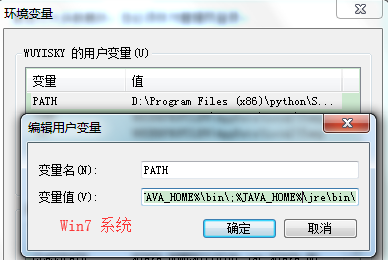 环境变量
WUYISKY 的用户变量(U)
变量 值
PATH D:\Program Files (x86)\python\S...
编辑用户变量
变量名(N): PATH
变量值(V): AVA_HOME%\bin\;%JAVA_HOME%\jre\bin\
Win7 系统
确定 取消